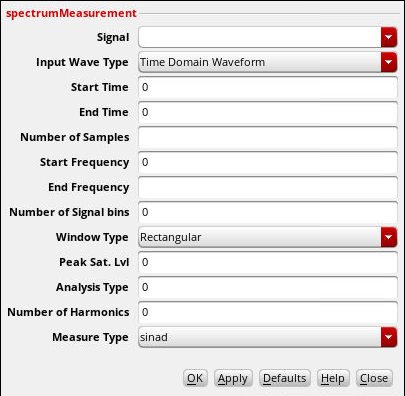 spectrumMeasurement
Signal
Input Wave Type Time Domain Waveform
Start Time 0
End Time 0
Number of Samples
Start Frequency 0
End Frequency
Number of Signal bins 0
Window Type Rectangular
Peak Sat. Lvl 0
Analysis Type 0
Number of Harmonics 0
Measure Type sinad
OK Apply Defaults Help Close